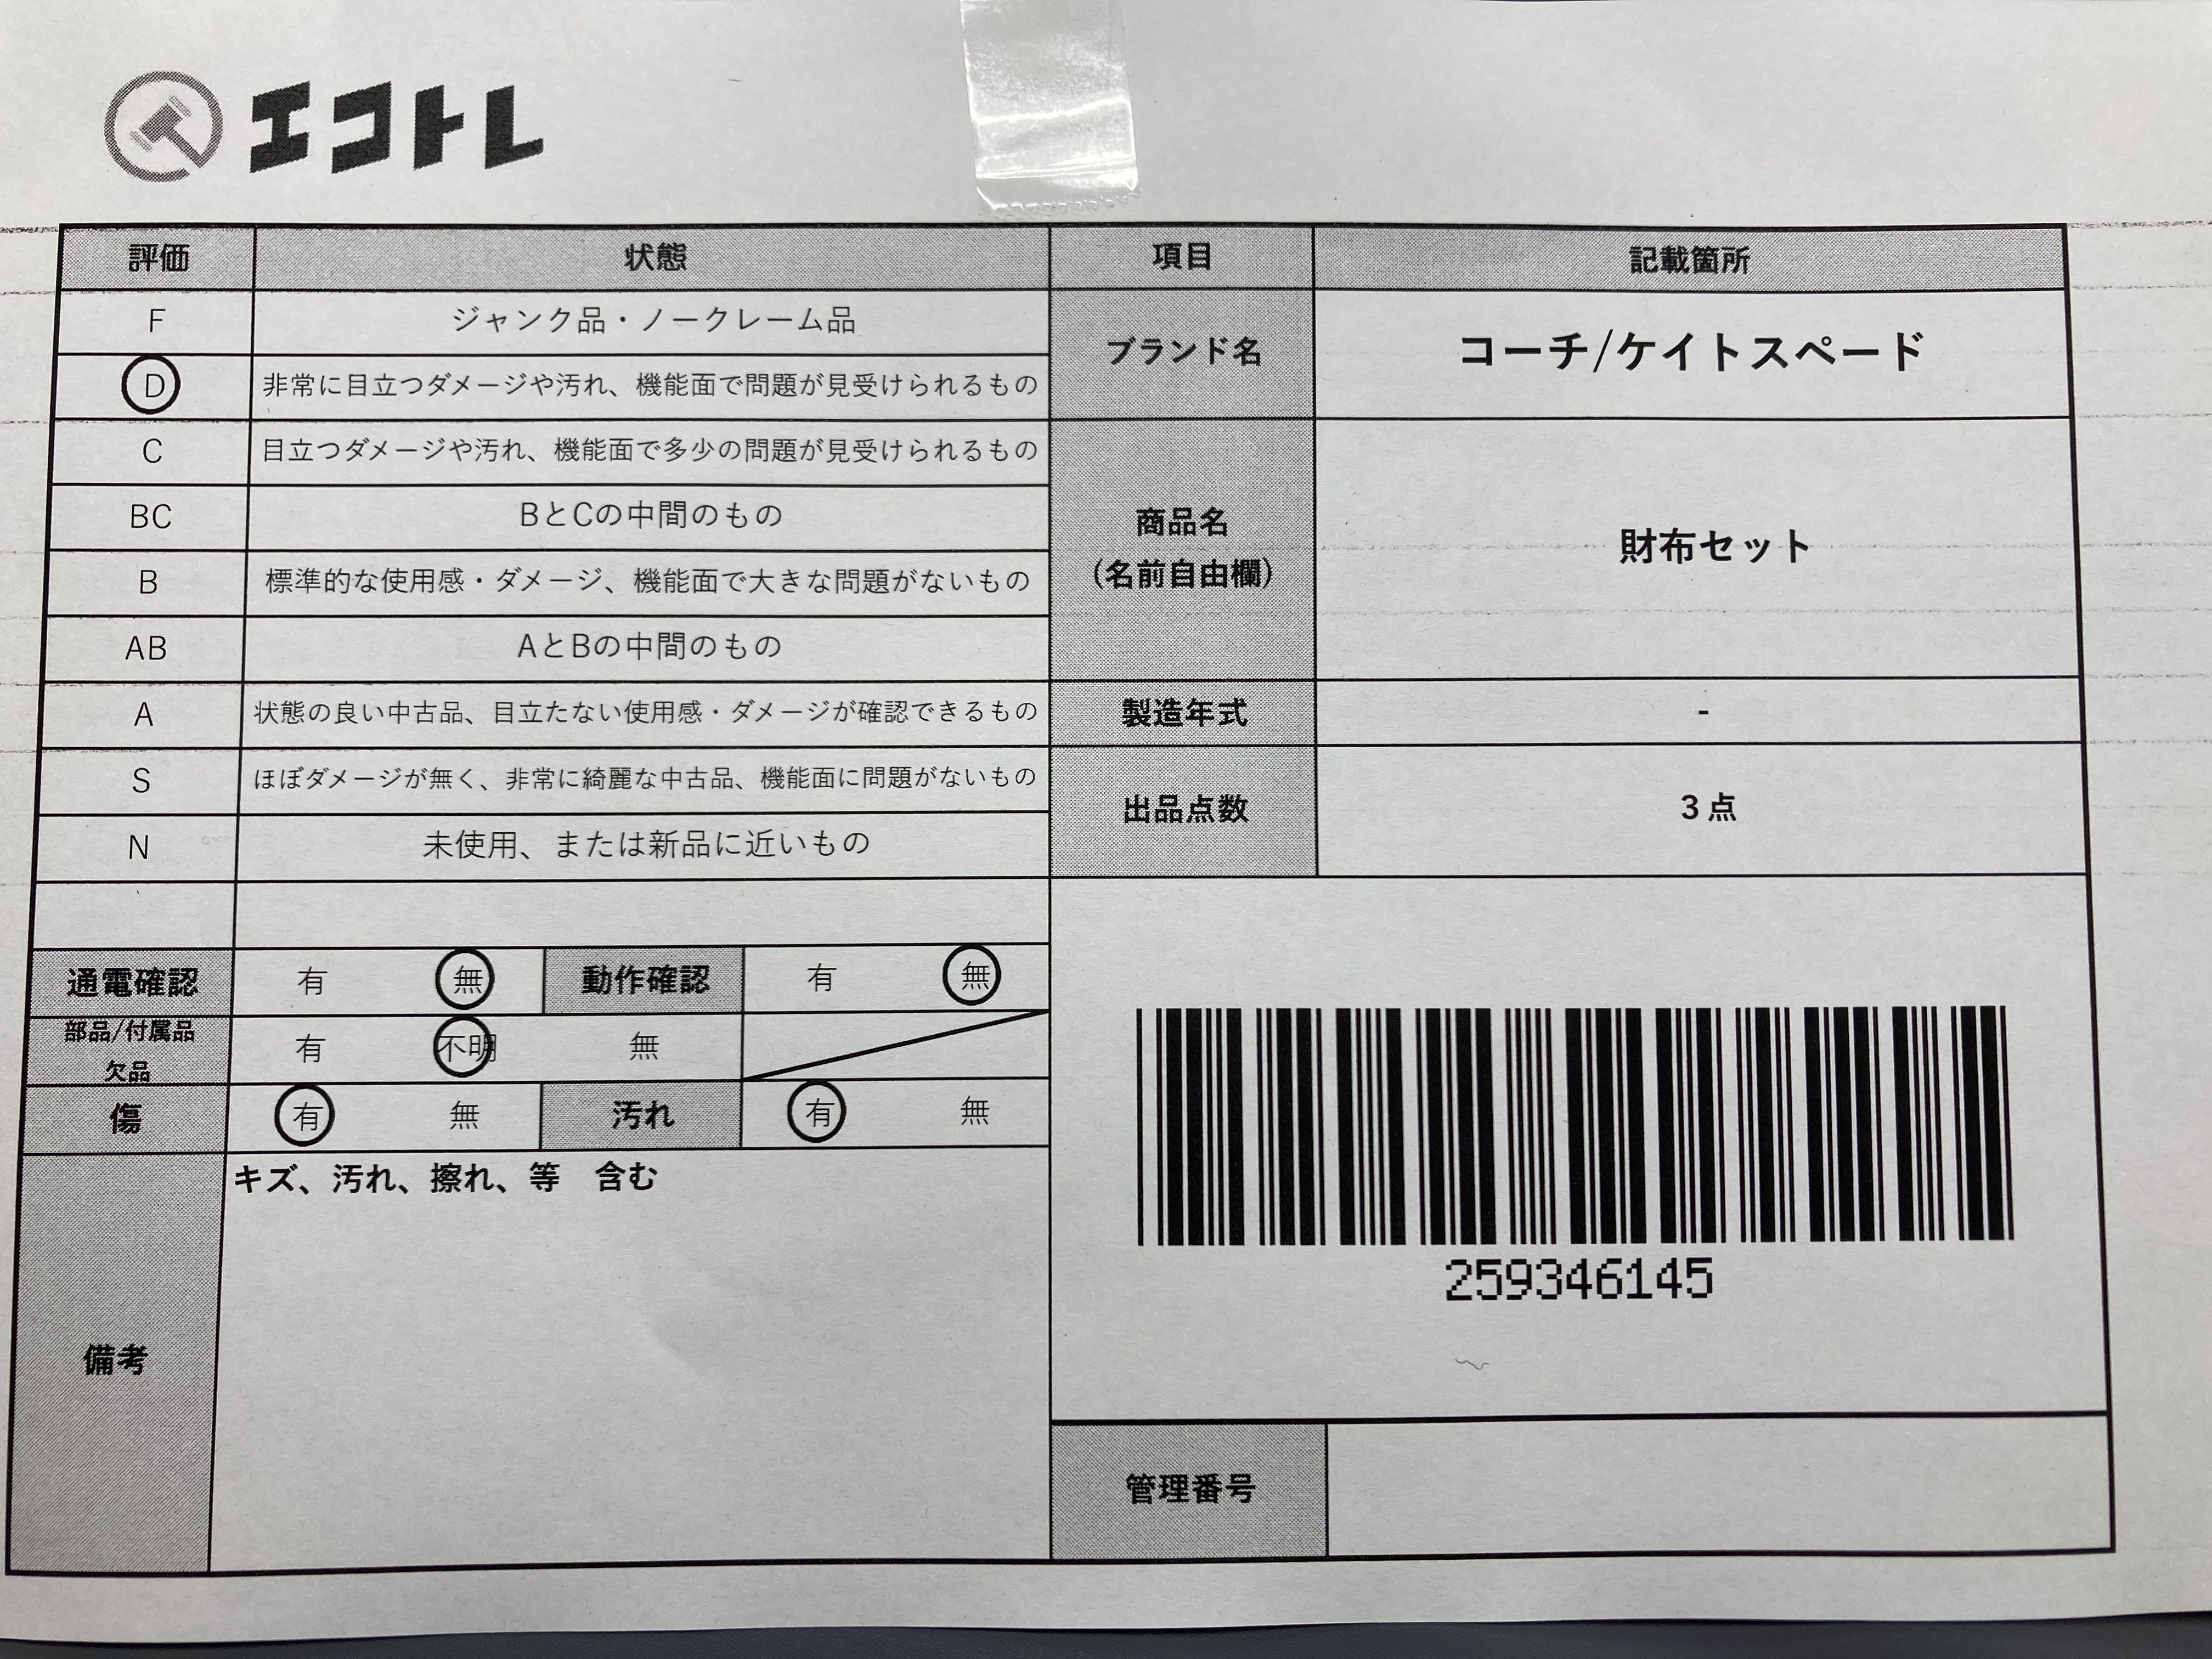 エコトレ
評価 状態 項目 記載箇所
F ジャンク品・ノークレーム品
D 非常に目立つダメージや汚れ、機能面で問題が見受けられるもの
ブランド名 コーチ/ケイトスペード
C 目立つダメージや汚れ、機能面で多少の問題が見受けられるもの
BC BとCの中間のもの
B 標準的な使用感・ダメージ、機能面で大きな問題がないもの
AB AとBの中間のもの
商品名
(名前自由欄)
財布セット
A 状態の良い中古品、目立たない使用感・ダメージが確認できるもの
製造年式 -
S ほぼダメージが無く、非常に綺麗な中古品、機能面に問題がないもの
N 未使用、または新品に近いもの
出品点数 3点
通電確認 有 無 動作確認 有 無
部品/付属品
欠品
有 不明 無
傷 有 無 汚れ 有 無
備考
キズ、汚れ、擦れ、等 含む
259346145
管理番号